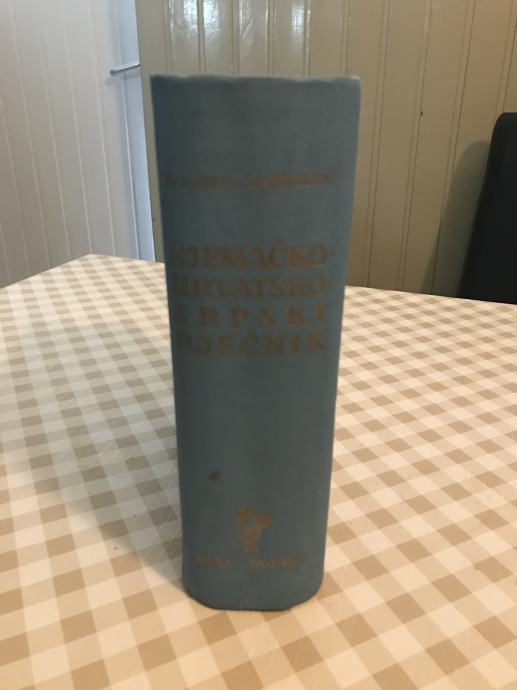 NJEMAČKO-
HRVATSKO-
SRPSKI
RJEČNIK
ZORA ZAGREB